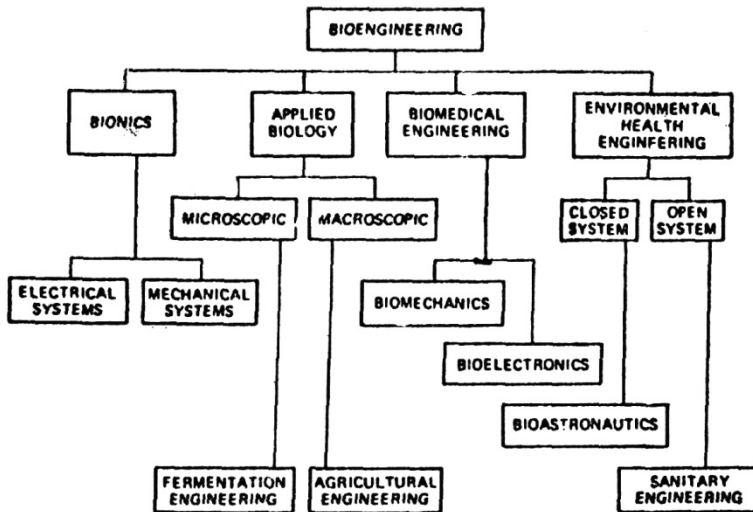 BIOENGINEERING
BIONICS
APPLIED
BIOLOGY
BIOMEDICAL
ENGINEERING
ENVIRONMENTAL
HEALTH
ENGINFERING
MICROSCOPIC
MACROSCOPIC
CLOSED
SYSTEM
OPEN
SYSTEM
ELECTRICAL
SYSTEMS
MECHANICAL
SYSTEMS
BIOMECHANICS
BIOELECTRONICS
BIOASTRONAUTICS
FERMENTATION
ENGINEERING
AGRICULTURAL
ENGINEERING
SANITARY
ENGINEERING